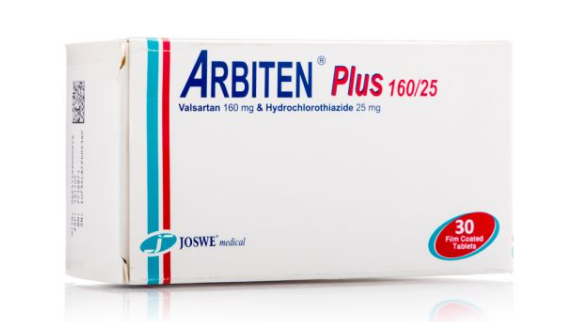 ARBITEN® Plus 160/25
Valsartan 160 mg & Hydrochlorothiazide 25 mg
30
Film Coated
Tablets
JOSWE® medical